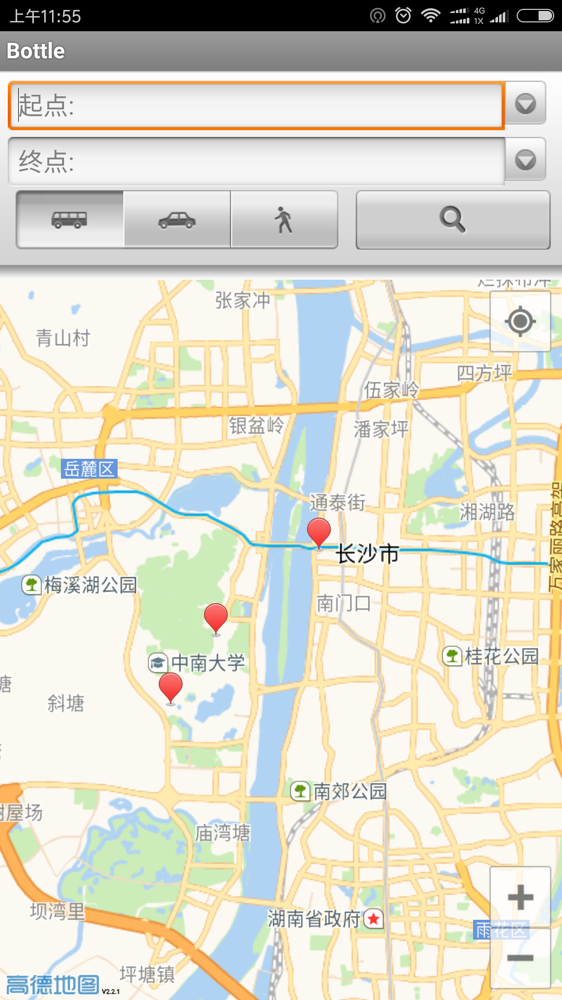 上午11:55
4G
1X
Bottle
起点:
终点:
张家冲
青山村
四方坪
伍家岭
银盆岭
潘家坪
岳麓区
通泰街
湘湖路
万家丽路高架
长沙市
梅溪湖公园
南门口
中南大学
桂花公园
塘
斜塘
南郊公园
树屋场
庙湾塘
坝湾里
湖南省政府
雨花区
坪塘镇
高德地图 V2.2.1